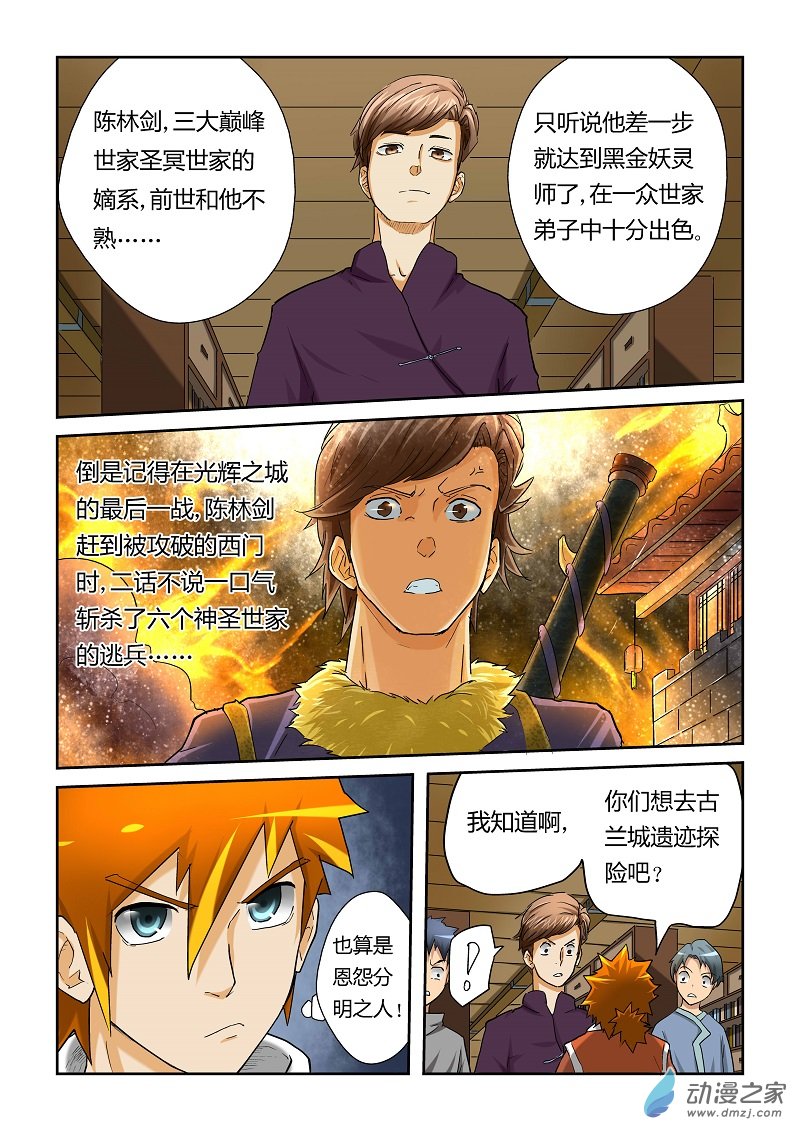 陈林剑，三大巅峰
世家圣冥世家的
嫡系，前世和他不
熟……
只听说他差一步
就达到黑金妖灵
师了，在一众世家
弟子中十分出色。
倒是记得在光辉之城
的最后一战，陈林剑
赶到被攻破的西门
时，二话不说一口气
斩杀了六个神圣世家
的逃兵……
也算是
恩怨分
明之人！
我知道啊，
你们想去古
兰城遗迹探
险吧？
！
动漫之家
www.dmzj.com